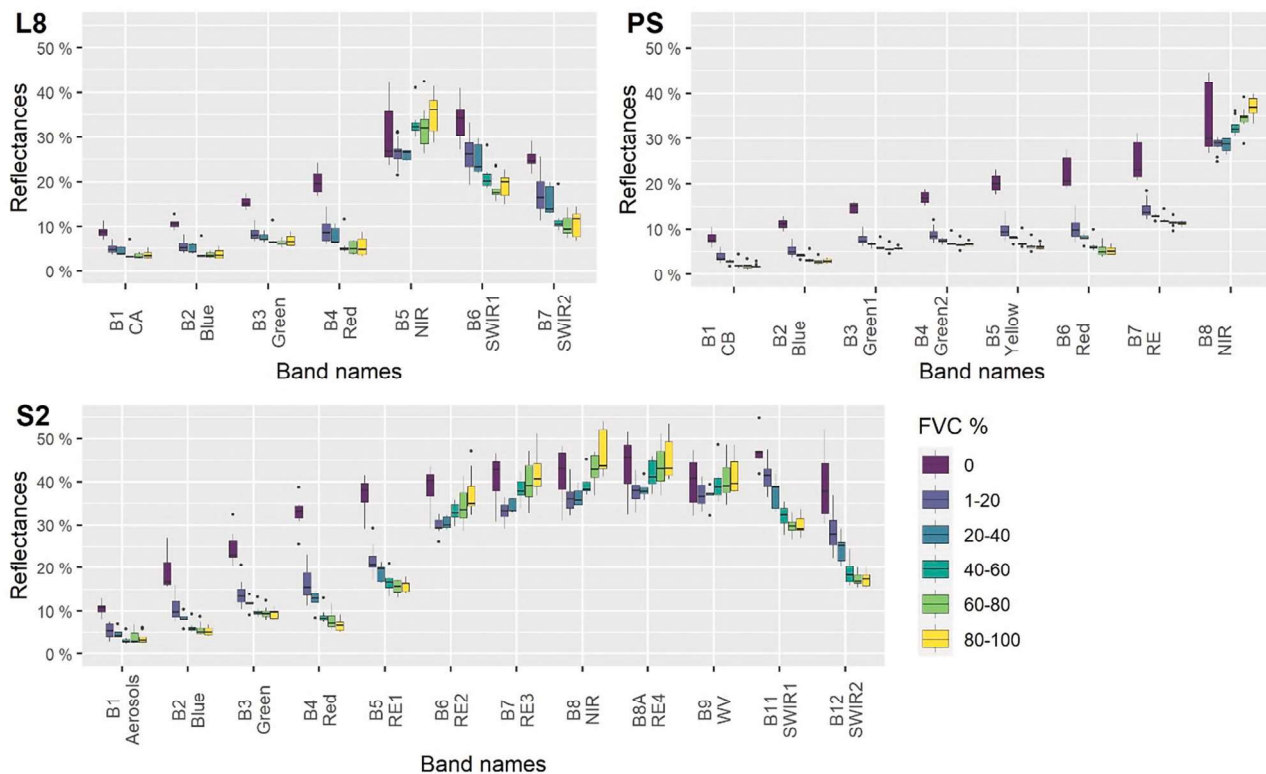 L8
50 %
40 %
30 %
20 %
10 %
0 %
Reflectances
B1
CA
B2
Blue
B3
Green
B4
Red
B5
NIR
B6
SWIR1
B7
SWIR2
Band names
PS
50 %
40 %
30 %
20 %
10 %
0 %
Reflectances
B1
CB
B2
Blue
B3
Green1
B4
Green2
B5
Yellow
B6
Red
B7
RE
B8
NIR
Band names
S2
50 %
40 %
30 %
20 %
10 %
0 %
Reflectances
B1
Aerosols
B2
Blue
B3
Green
B4
Red
B5
RE1
B6
RE2
B7
RE3
B8
NIR
B8A
RE4
B9
WV
B11
SWIR1
B12
SWIR2
Band names
FVC %
0
1-20
20-40
40-60
60-80
80-100